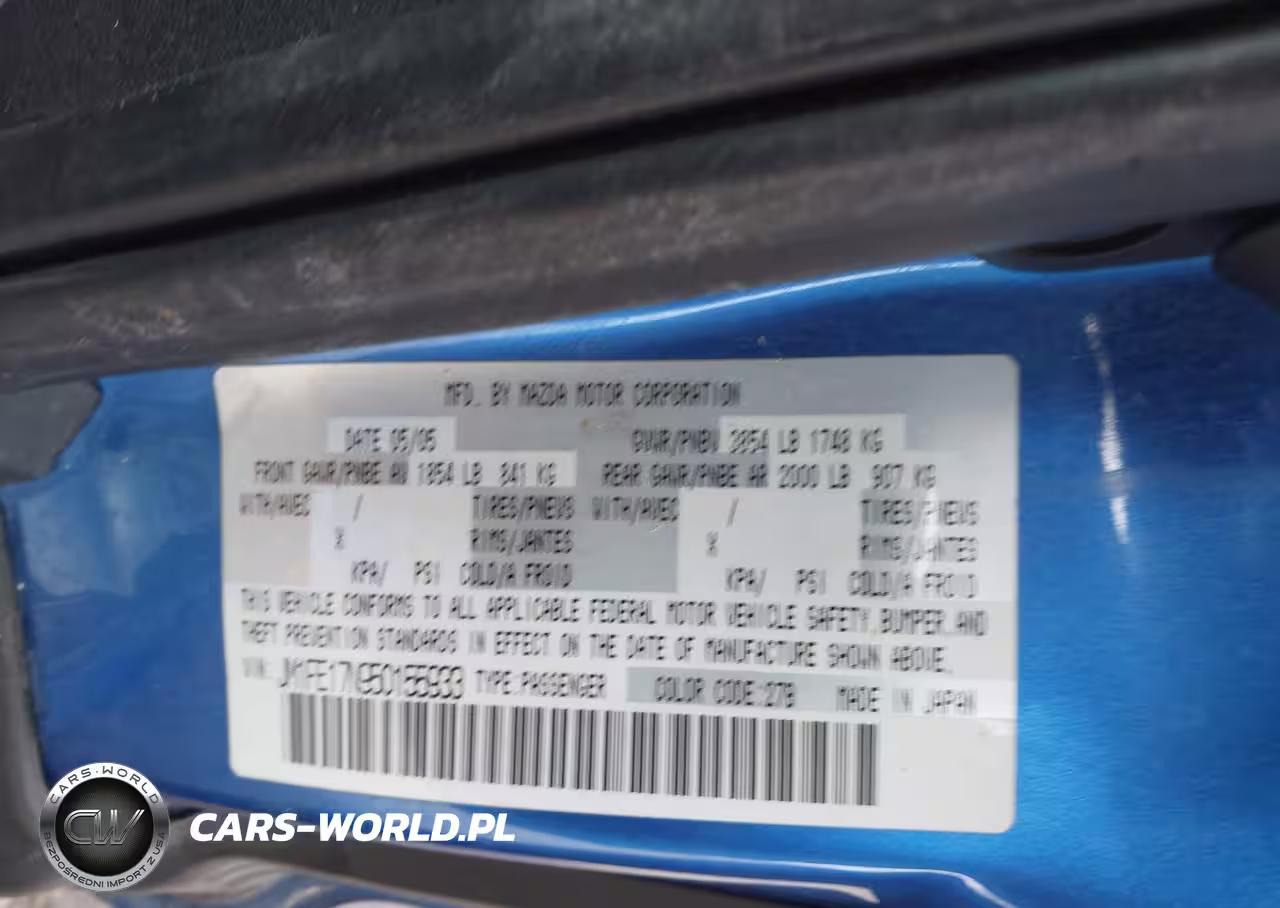 MFD. BY MAZDA MOTOR CORPORATION
DATE 05/05 GVWR/PNBV 3854 LB 1748 KG
FRONT GAWR/PNBE AV 1854 LB 841 KG REAR GAWR/PNBE AR 2000 LB 907 KG
WITH/AVEC / TIRES/PNEUS WITH/AVEC / TIRES/PNEUS
X RIMS/JANTES X RIMS/JANTES
KPA/ PSI COLD/A FROID KPA/ PSI COLD/A FROID
THIS VEHICLE CONFORMS TO ALL APPLICABLE FEDERAL MOTOR VEHICLE SAFETY, BUMPER, AND
THEFT PREVENTION STANDARDS IN EFFECT ON THE DATE OF MANUFACTURE SHOWN ABOVE.
VIN: JM1FE17N950155933 TYPE:PASSENGER COLOR CODE:27B MADE IN JAPAN
CARS-WORLD
CW
BEZPOŚREDNI IMPORT Z USA
CARS-WORLD.PL